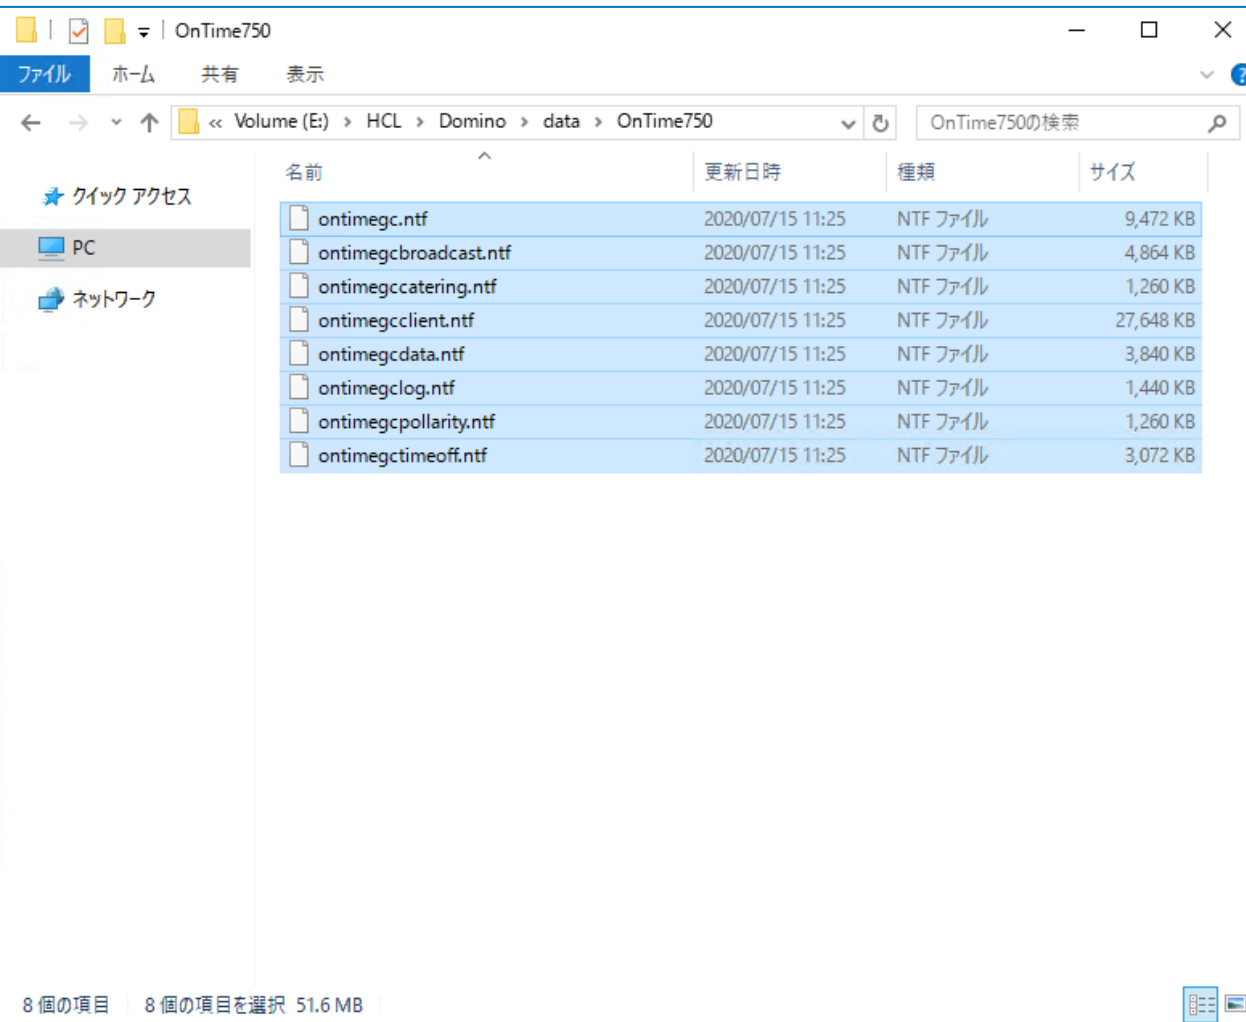 OnTime750
ファイル ホーム 共有 表示
« Volume (E:) > HCL > Domino > data > OnTime750 OnTime750の検索
名前 更新日時 種類 サイズ
クイック アクセス
PC
ネットワーク
ontimegc.ntf 2020/07/15 11:25 NTF ファイル 9,472 KB
ontimegcbroadcast.ntf 2020/07/15 11:25 NTF ファイル 4,864 KB
ontimegccatering.ntf 2020/07/15 11:25 NTF ファイル 1,260 KB
ontimegcclient.ntf 2020/07/15 11:25 NTF ファイル 27,648 KB
ontimegcdata.ntf 2020/07/15 11:25 NTF ファイル 3,840 KB
ontimegclog.ntf 2020/07/15 11:25 NTF ファイル 1,440 KB
ontimegcpollarity.ntf 2020/07/15 11:25 NTF ファイル 1,260 KB
ontimegctimeoff.ntf 2020/07/15 11:25 NTF ファイル 3,072 KB
8 個の項目 8 個の項目を選択 51.6 MB